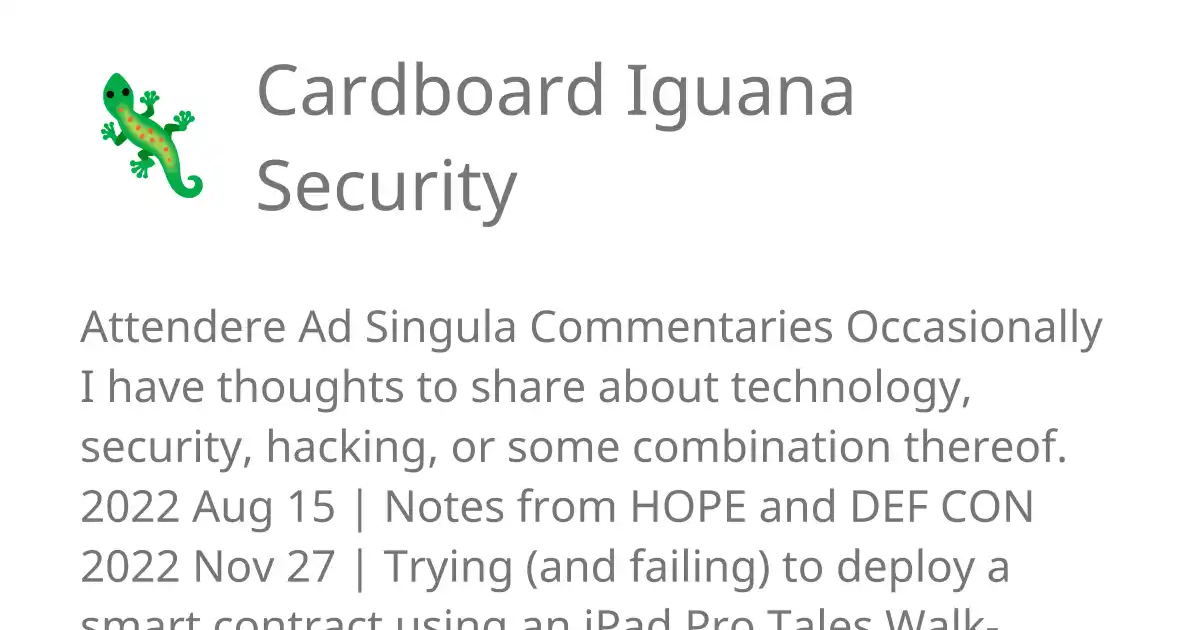 Cardboard Iguana
Security
Attendere Ad Singula Commentaries Occasionally
I have thoughts to share about technology,
security, hacking, or some combination thereof.
2022 Aug 15 | Notes from HOPE and DEF CON
2022 Nov 27 | Trying (and failing) to deploy a
smart contract using an iPad Pro Tales Walk-